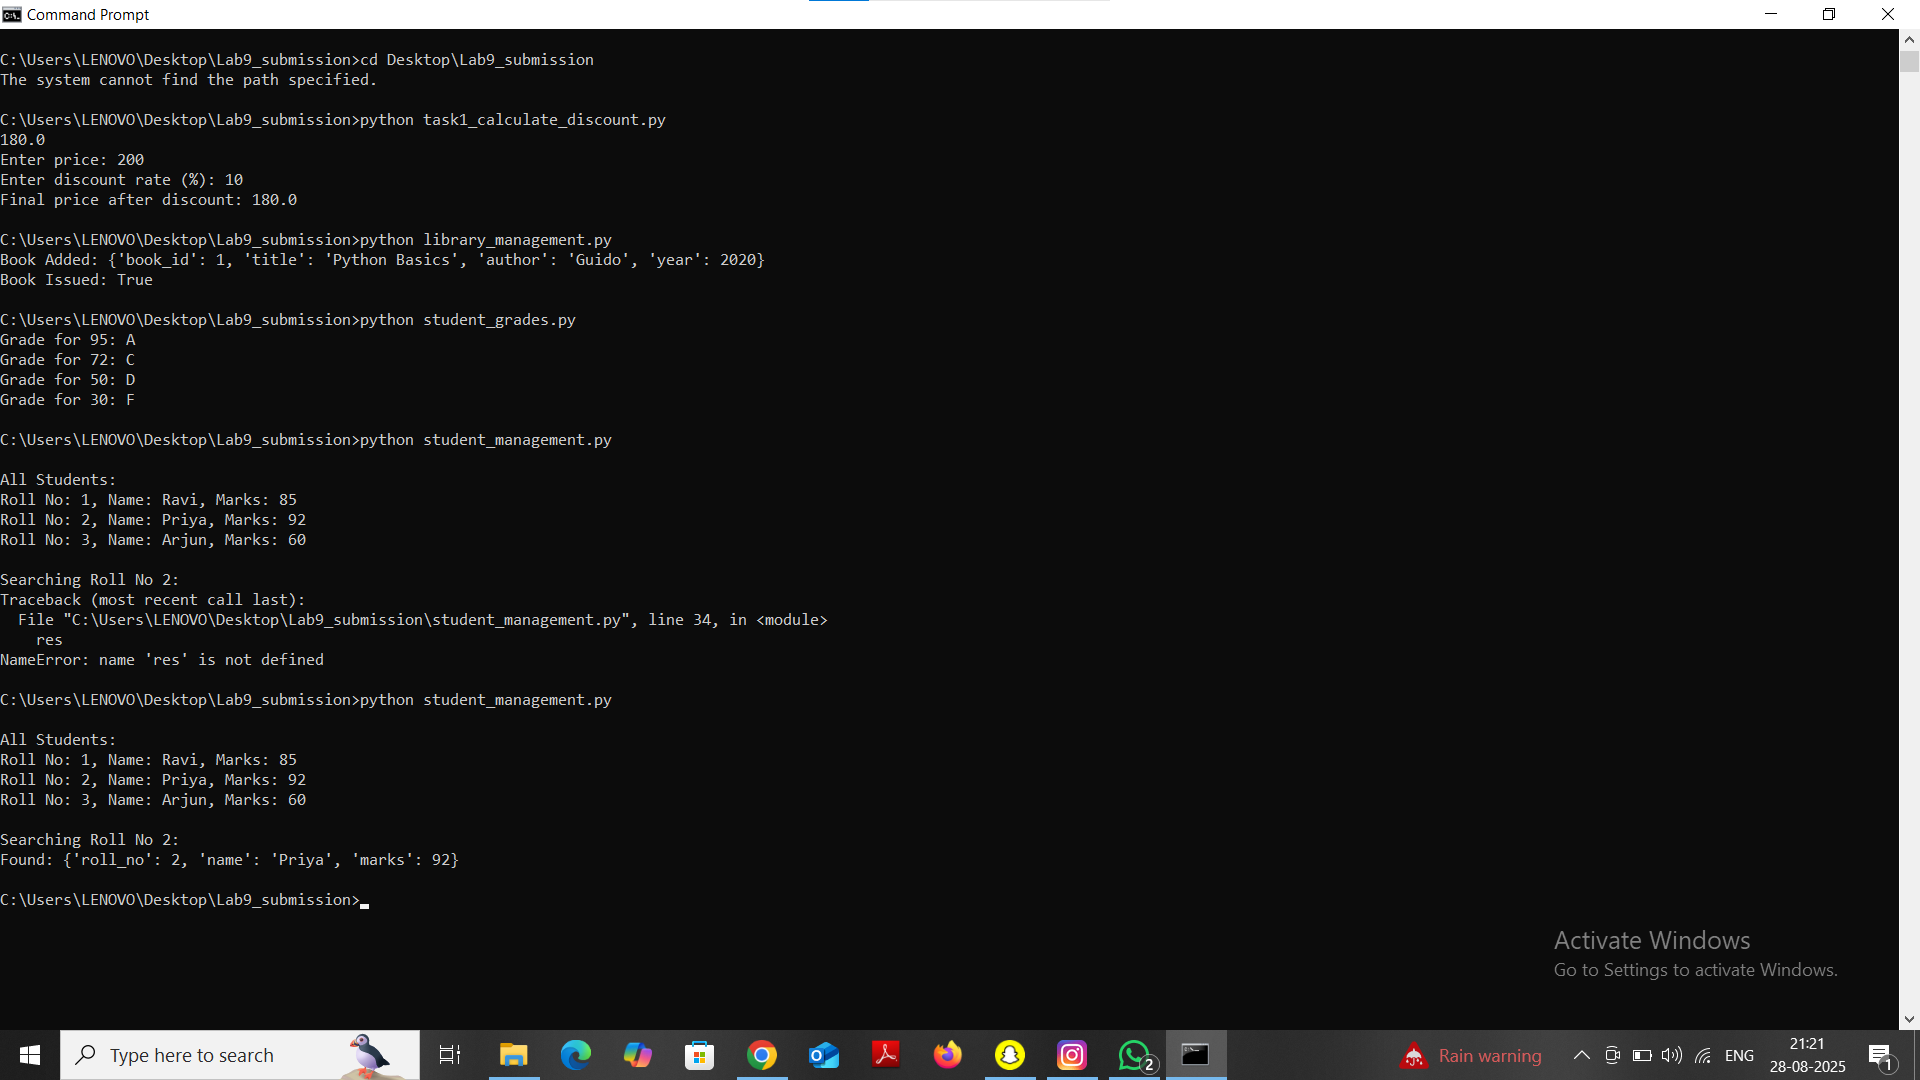 Command Prompt
C:\Users\LENOVO\Desktop\Lab9_submission>cd Desktop\Lab9_submission
The system cannot find the path specified.
C:\Users\LENOVO\Desktop\Lab9_submission>python task1_calculate_discount.py
180.0
Enter price: 200
Enter discount rate (%): 10
Final price after discount: 180.0
C:\Users\LENOVO\Desktop\Lab9_submission>python library_management.py
Book Added: {'book_id': 1, 'title': 'Python Basics', 'author': 'Guido', 'year': 2020}
Book Issued: True
C:\Users\LENOVO\Desktop\Lab9_submission>python student_grades.py
Grade for 95: A
Grade for 72: C
Grade for 50: D
Grade for 30: F
C:\Users\LENOVO\Desktop\Lab9_submission>python student_management.py
All Students:
Roll No: 1, Name: Ravi, Marks: 85
Roll No: 2, Name: Priya, Marks: 92
Roll No: 3, Name: Arjun, Marks: 60
Searching Roll No 2:
Traceback (most recent call last):
  File "C:\Users\LENOVO\Desktop\Lab9_submission\student_management.py", line 34, in <module>
    res
NameError: name 'res' is not defined
C:\Users\LENOVO\Desktop\Lab9_submission>python student_management.py
All Students:
Roll No: 1, Name: Ravi, Marks: 85
Roll No: 2, Name: Priya, Marks: 92
Roll No: 3, Name: Arjun, Marks: 60
Searching Roll No 2:
Found: {'roll_no': 2, 'name': 'Priya', 'marks': 92}
C:\Users\LENOVO\Desktop\Lab9_submission>
Activate Windows
Go to Settings to activate Windows.
Type here to search
2
Rain warning
ENG
21:21
28-08-2025
1